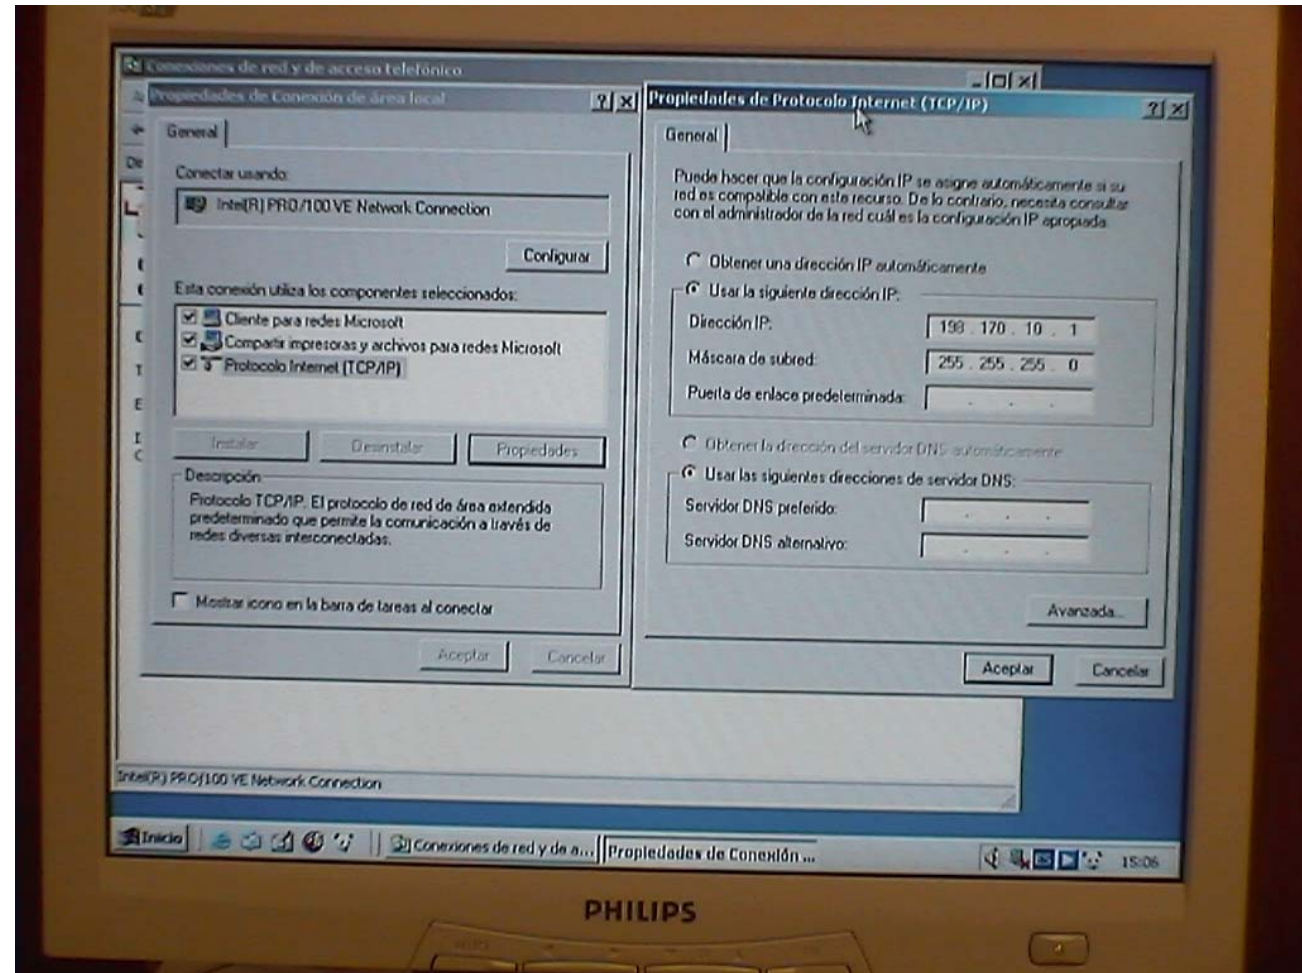 Conexiones de red y de acceso telefónico
Propiedades de Conexión de área local
General
Conectar usando:
Intel(R) PRO/100 VE Network Connection
Configurar
Esta conexión utiliza los componentes seleccionados:
Cliente para redes Microsoft
Compartir impresoras y archivos para redes Microsoft
Protocolo Internet (TCP/IP)
Instalar
Desinstalar
Propiedades
Descripción
Protocolo TCP/IP. El protocolo de red de área extendida
predeterminado que permite la comunicación a través de
redes diversas interconectadas.
Mostrar icono en la barra de tareas al conectar
Aceptar
Cancelar
Propiedades de Protocolo Internet (TCP/IP)
General
Puede hacer que la configuración IP se asigne automáticamente si su
red es compatible con este recurso. De lo contrario, necesita consultar
con el administrador de la red cuál es la configuración IP apropiada.
Obtener una dirección IP automáticamente
Usar la siguiente dirección IP:
Dirección IP:
198 . 170 . 10 . 1
Máscara de subred:
255 . 255 . 255 . 0
Puerta de enlace predeterminada:
Obtener la dirección del servidor DNS automáticamente
Usar las siguientes direcciones de servidor DNS:
Servidor DNS preferido:
Servidor DNS alternativo:
Avanzada...
Aceptar
Cancelar
Intel(R) PRO/100 VE Network Connection
Inicio
Conexiones de red y de a...
Propiedades de Conexión ...
15:06
PHILIPS